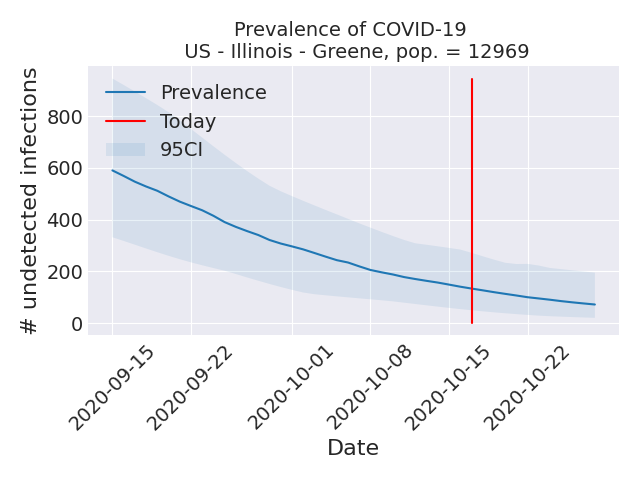 Prevalence of COVID-19
US - Illinois - Greene, pop. = 12969
# undetected infections
800
600
400
200
0
Prevalence
Today
95CI
2020-09-15
2020-09-22
2020-10-01
2020-10-08
2020-10-15
2020-10-22
Date